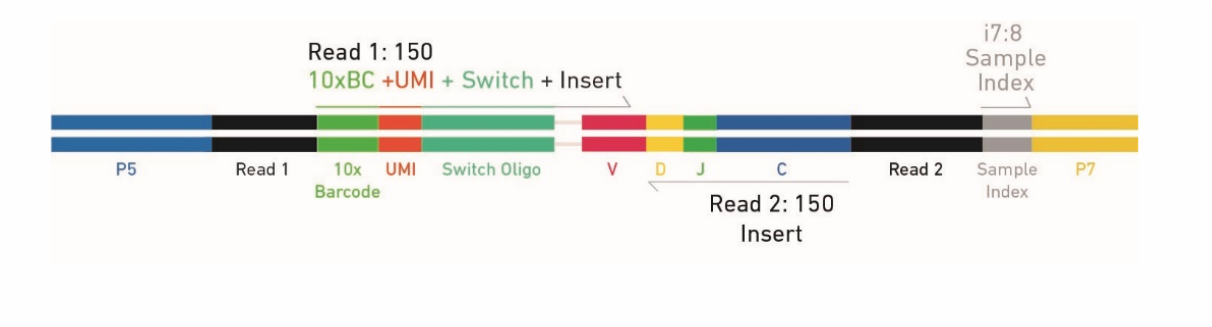 i7:8
Sample
Index
Read 1: 150
10xBC +UMI + Switch + Insert
P5
Read 1
10x
Barcode
UMI
Switch Oligo
V
D
J
C
Read 2
Sample
Index
P7
Read 2: 150
Insert